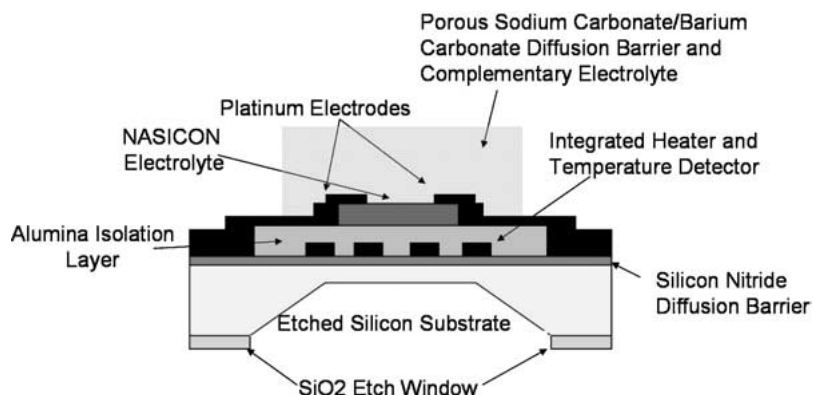 Porous Sodium Carbonate/Barium
Carbonate Diffusion Barrier and
Complementary Electrolyte
Platinum Electrodes
NASICON
Electrolyte
Integrated Heater and
Temperature Detector
Alumina Isolation
Layer
Silicon Nitride
Diffusion Barrier
Etched Silicon Substrate
SiO2 Etch Window